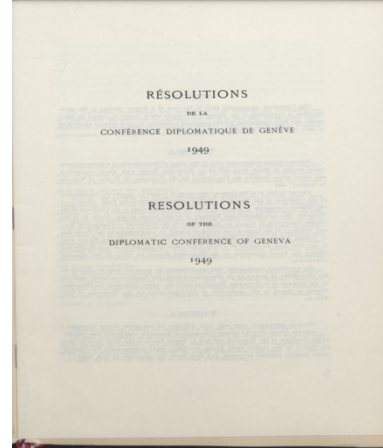 RÉSOLUTIONS
DE LA
CONFÉRENCE DIPLOMATIQUE DE GENÈVE
1949
RESOLUTIONS
OF THE
DIPLOMATIC CONFERENCE OF GENEVA
1949